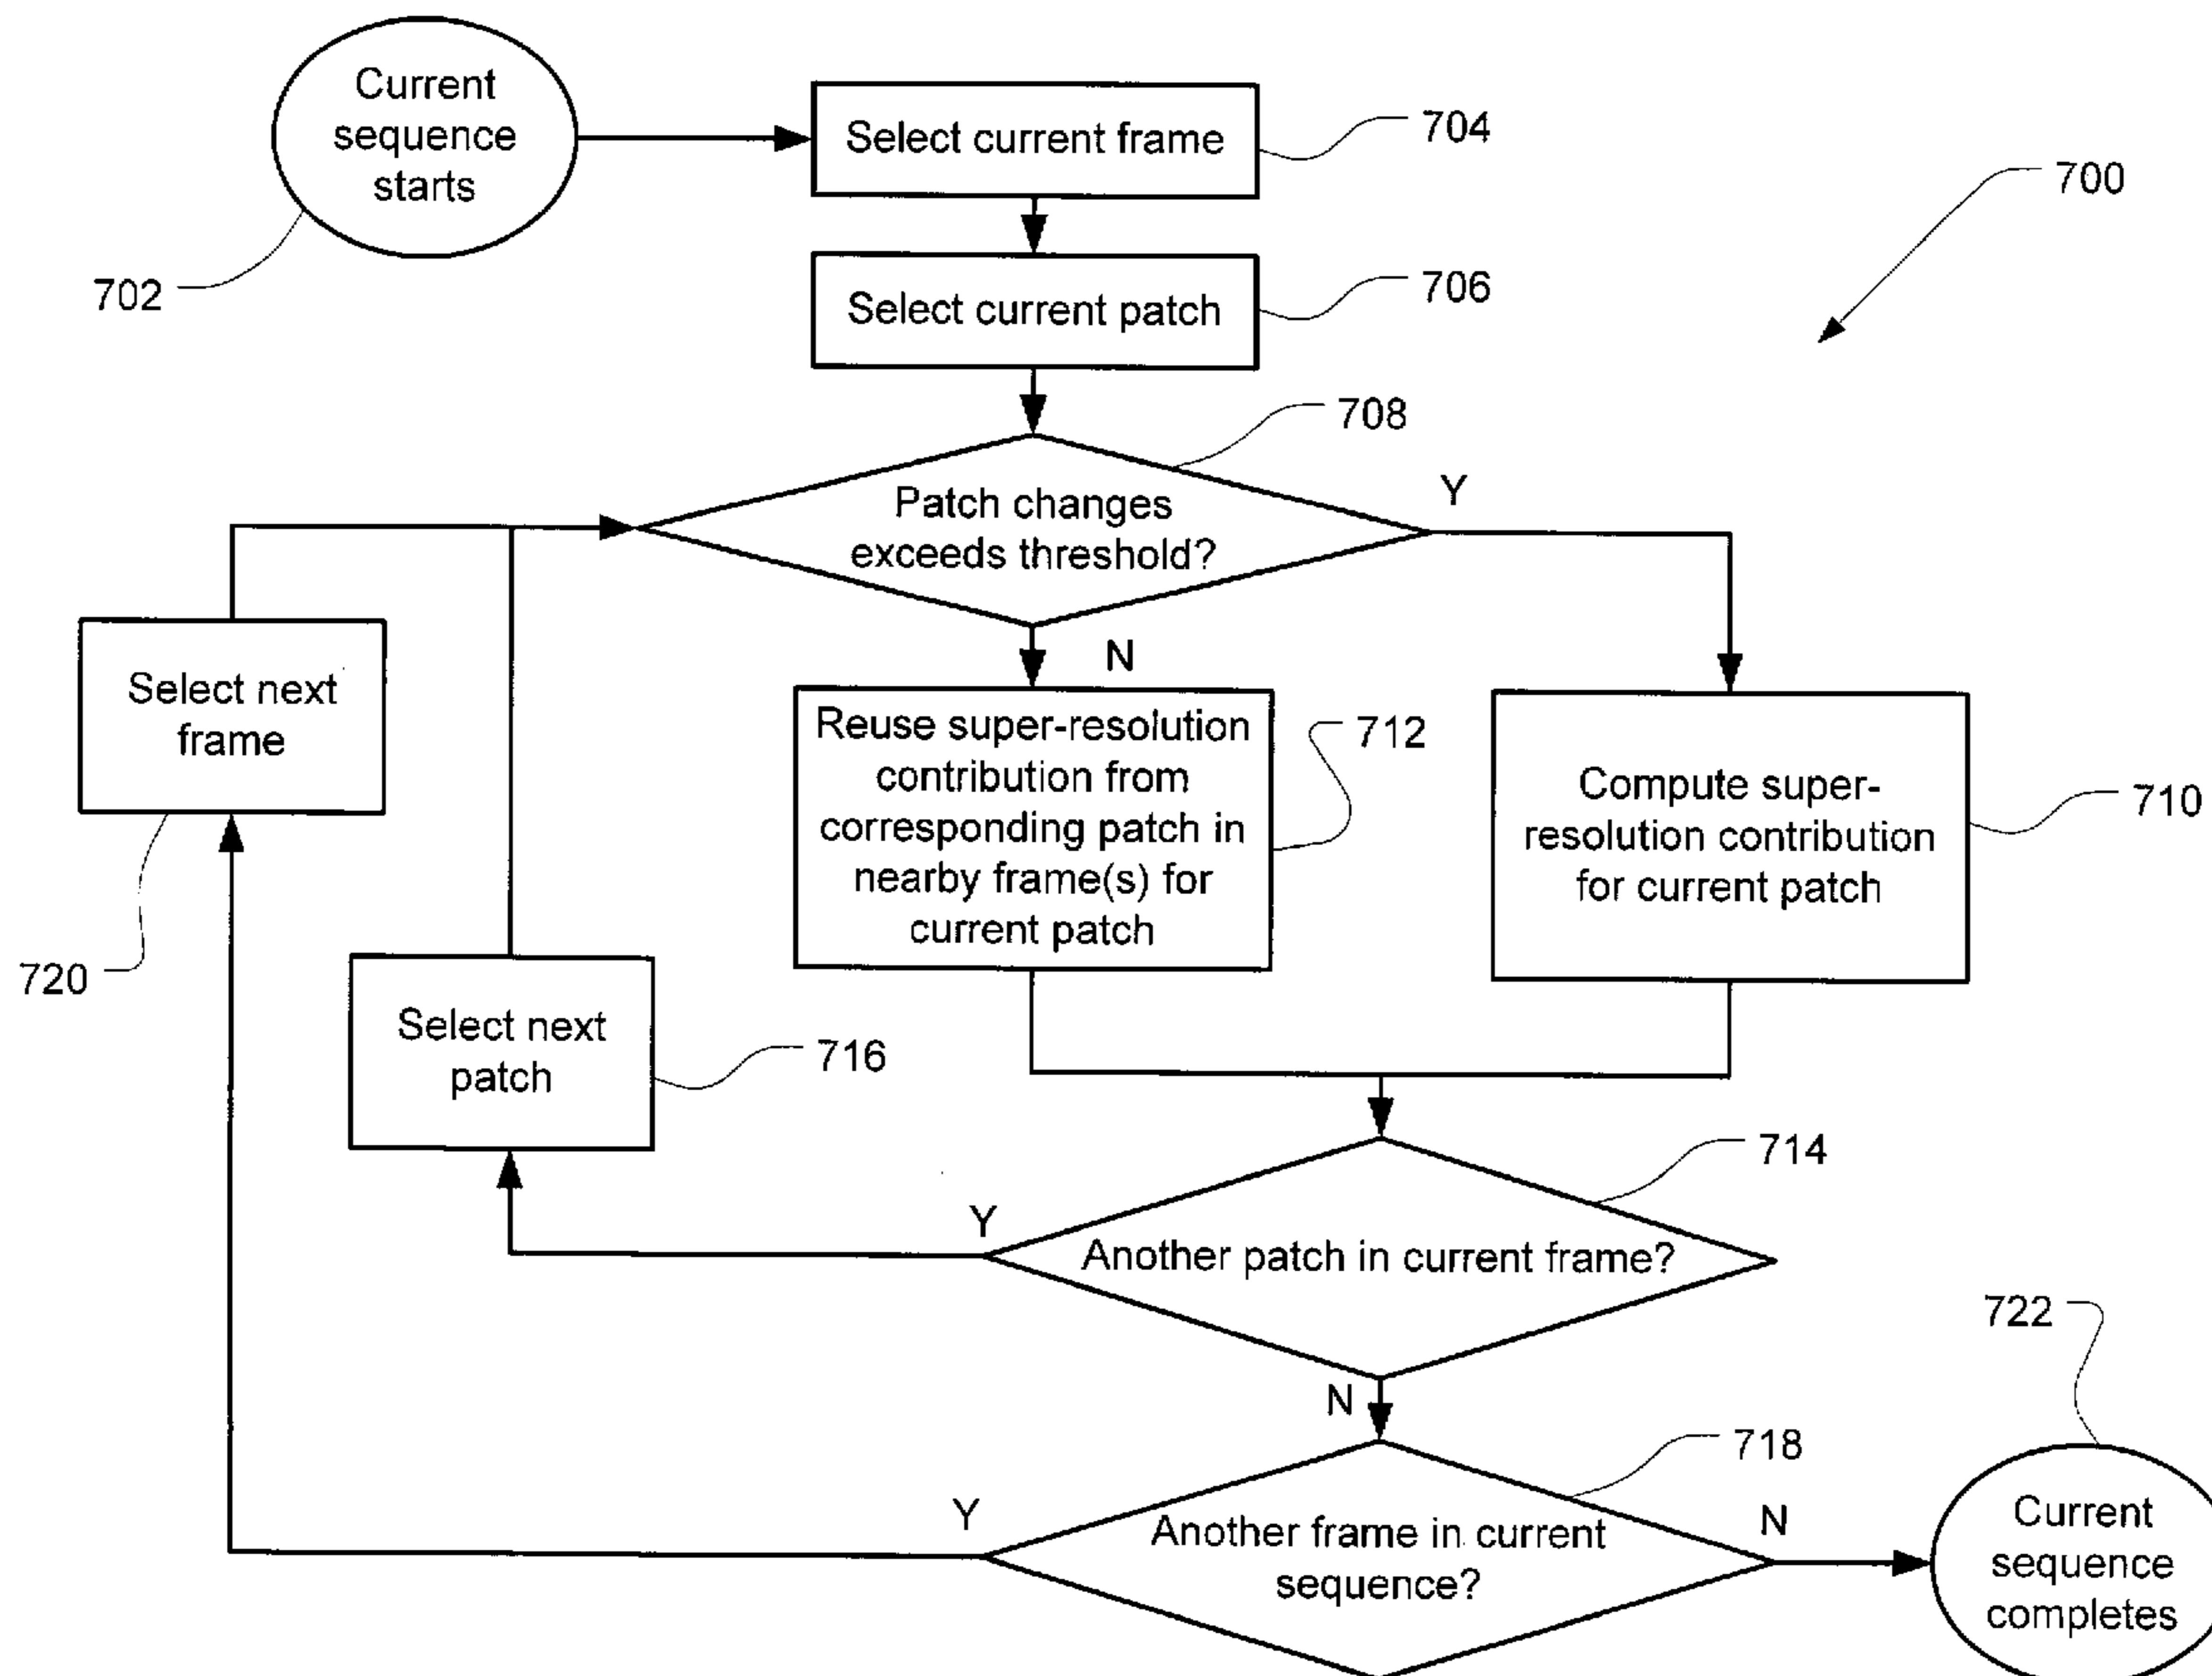 Current
sequence
starts
702
Select current frame
704
700
Select current patch
706
708
Patch changes
exceeds threshold?
Y
N
Select next
frame
720
Reuse super-resolution
contribution from
corresponding patch in
nearby frame(s) for
current patch
712
Compute super-
resolution contribution
for current patch
710
Select next
patch
716
714
Y
Another patch in current frame?
N
722
718
Y
Another frame in current
sequence?
N
Current
sequence
completes